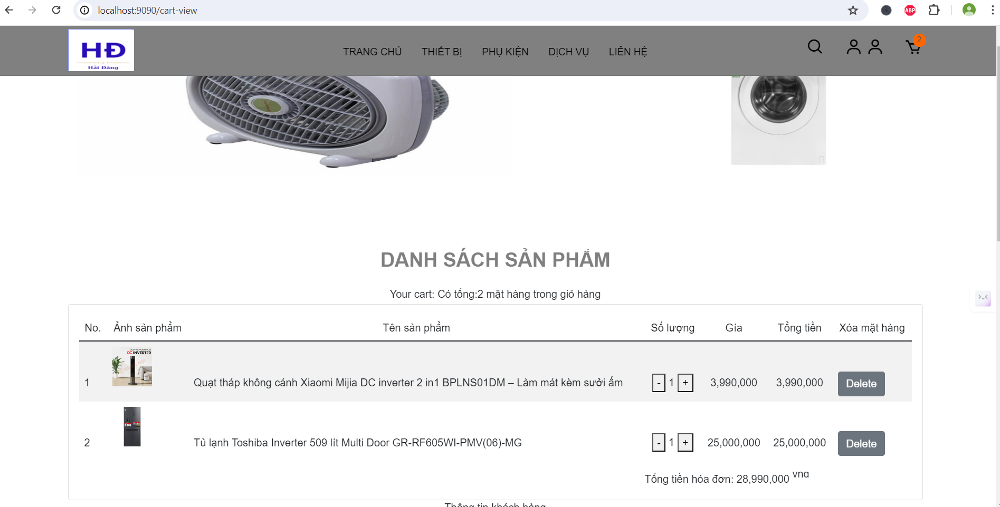 localhost:9090/cart-view
ABP
HĐ
Hải Đăng
TRANG CHỦ THIẾT BỊ PHỤ KIỆN DỊCH VỤ LIÊN HỆ
2
DANH SÁCH SẢN PHẨM
Your cart: Có tổng:2 mặt hàng trong giỏ hàng
No. Ảnh sản phẩm Tên sản phẩm Số lượng Gía Tổng tiền Xóa mặt hàng
DC INVERTER
1 Quạt tháp không cánh Xiaomi Mijia DC inverter 2 in1 BPLNS01DM – Làm mát kèm sưởi ấm - 1 + 3,990,000 3,990,000 Delete
2 Tủ lạnh Toshiba Inverter 509 lít Multi Door GR-RF605WI-PMV(06)-MG - 1 + 25,000,000 25,000,000 Delete
Tổng tiền hóa đơn: 28,990,000 vnd
Thông tin khách hàng